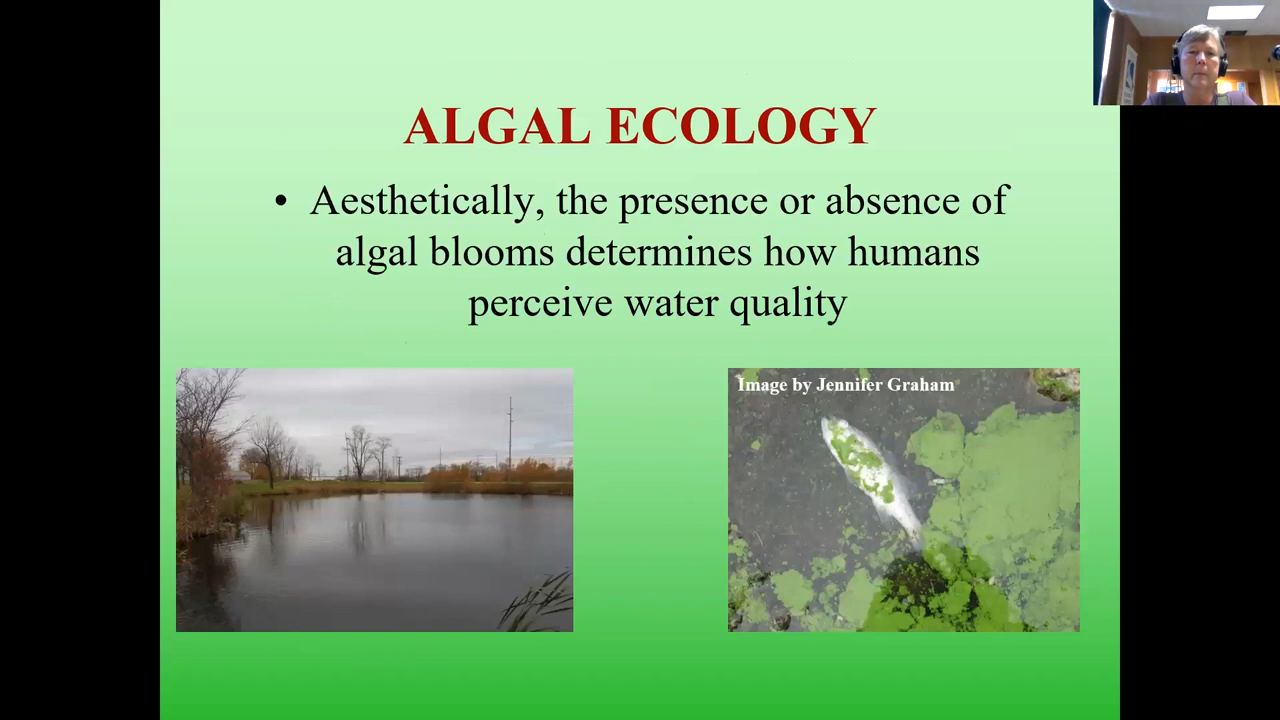 ALGAL ECOLOGY
• Aesthetically, the presence or absence of
algal blooms determines how humans
perceive water quality
Image by Jennifer Graham